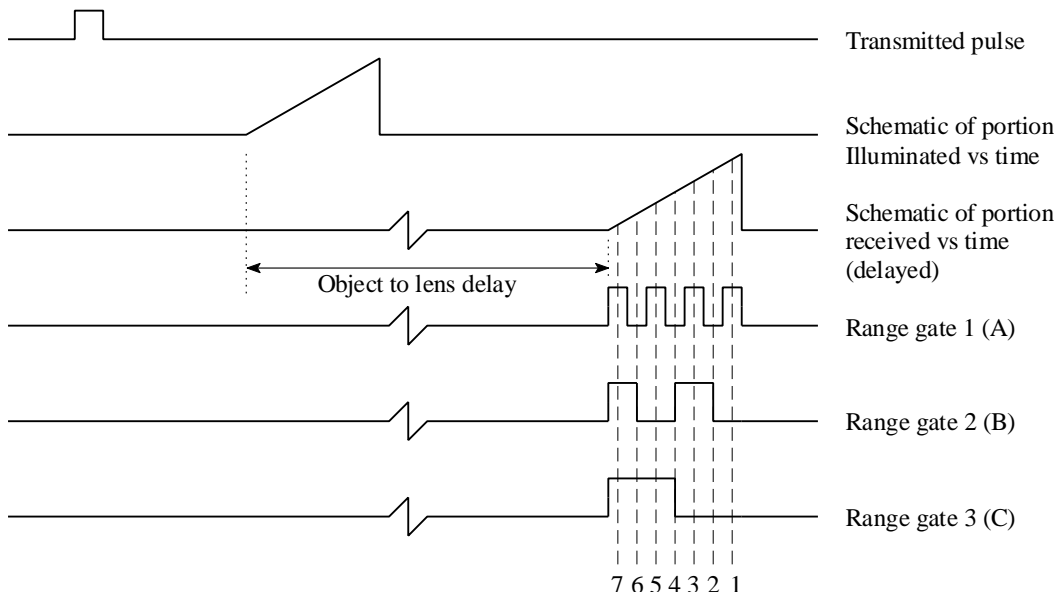 Transmitted pulse
Schematic of portion
Illuminated vs time
Schematic of portion
received vs time
(delayed)
Object to lens delay
Range gate 1 (A)
Range gate 2 (B)
Range gate 3 (C)
7 6 5 4 3 2 1